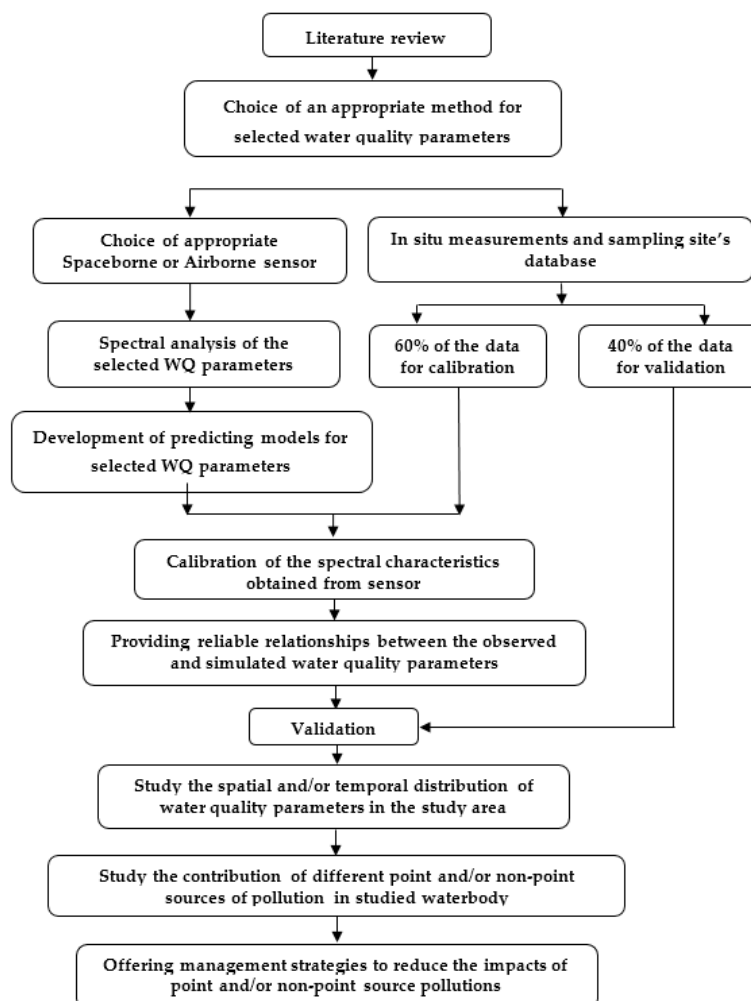 Literature review
Choice of an appropriate method for
selected water quality parameters
Choice of appropriate
Spaceborne or Airborne sensor
In situ measurements and sampling site's
database
Spectral analysis of the
selected WQ parameters
60% of the data
for calibration
40% of the data
for validation
Development of predicting models for
selected WQ parameters
Calibration of the spectral characteristics
obtained from sensor
Providing reliable relationships between the observed
and simulated water quality parameters
Validation
Study the spatial and/or temporal distribution of
water quality parameters in the study area
Study the contribution of different point and/or non-point
sources of pollution in studied waterbody
Offering management strategies to reduce the impacts of
point and/or non-point source pollutions